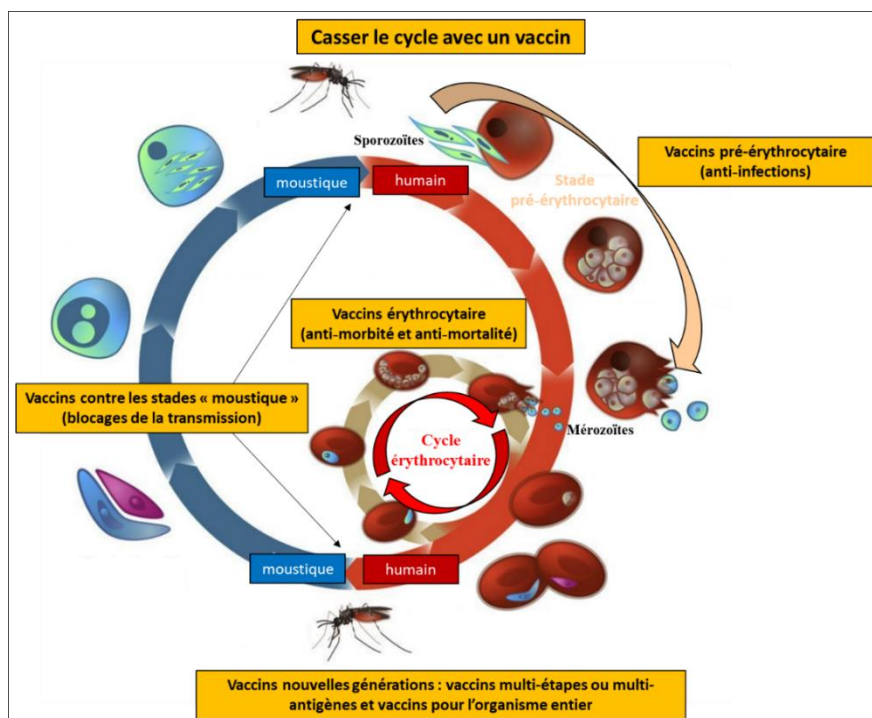 Casser le cycle avec un vaccin
Sporozoïtes
Vaccins pré-érythrocytaire
(anti-infections)
moustique
humain
Stade
pré-érythrocytaire
Vaccins érythrocytaire
(anti-morbité et anti-mortalité)
Vaccins contre les stades « moustique »
(blocages de la transmission)
Mérozoïtes
Cycle
érythrocytaire
moustique
humain
Vaccins nouvelles générations : vaccins multi-étapes ou multi-
antigènes et vaccins pour l’organisme entier